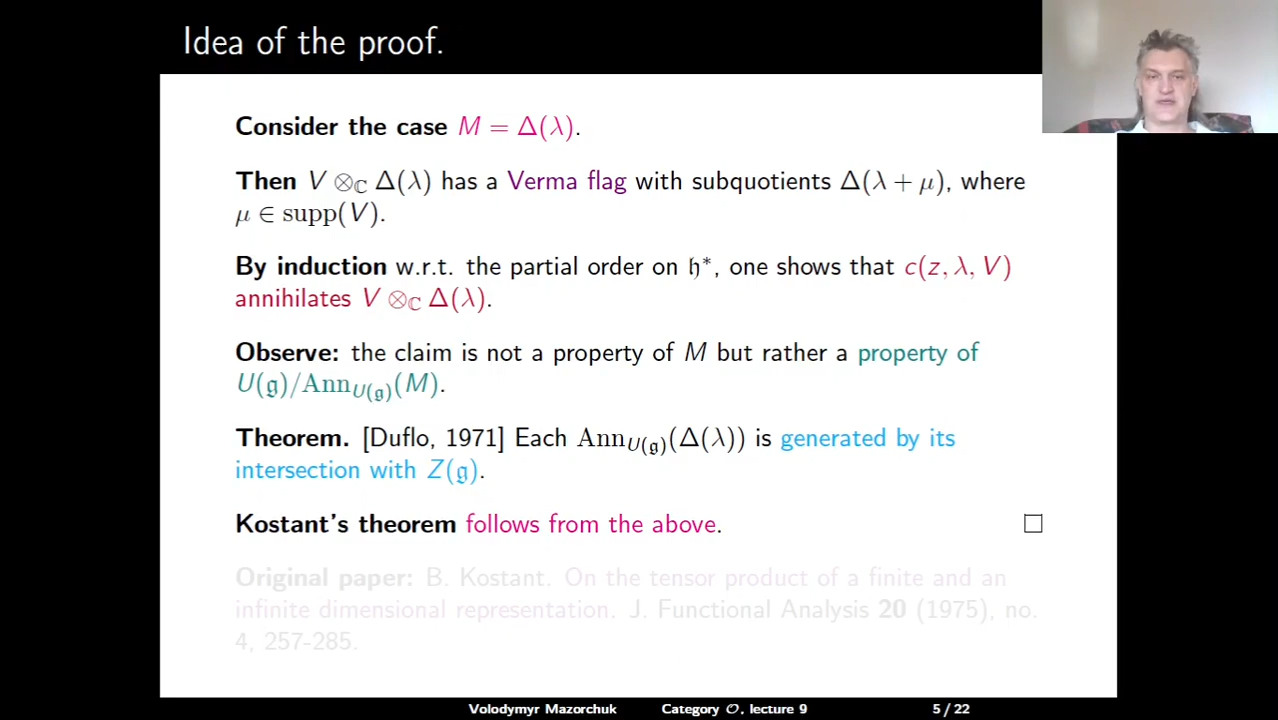 Idea of the proof.
Consider the case M = Δ(λ).
Then V ⊗_ℂ Δ(λ) has a Verma flag with subquotients Δ(λ + μ), where
μ ∈ supp(V).
By induction w.r.t. the partial order on 𝔥*, one shows that c(z, λ, V)
annihilates V ⊗_ℂ Δ(λ).
Observe: the claim is not a property of M but rather a property of
U(𝔤)/Ann_{U(𝔤)}(M).
Theorem. [Duflo, 1971] Each Ann_{U(𝔤)}(Δ(λ)) is generated by its
intersection with Z(𝔤).
Kostant's theorem follows from the above. □
Original paper: B. Kostant. On the tensor product of a finite and an
infinite dimensional representation. J. Functional Analysis 20 (1975), no.
4, 257-285.
Volodymyr Mazorchuk Category 𝒪, lecture 9 5 / 22